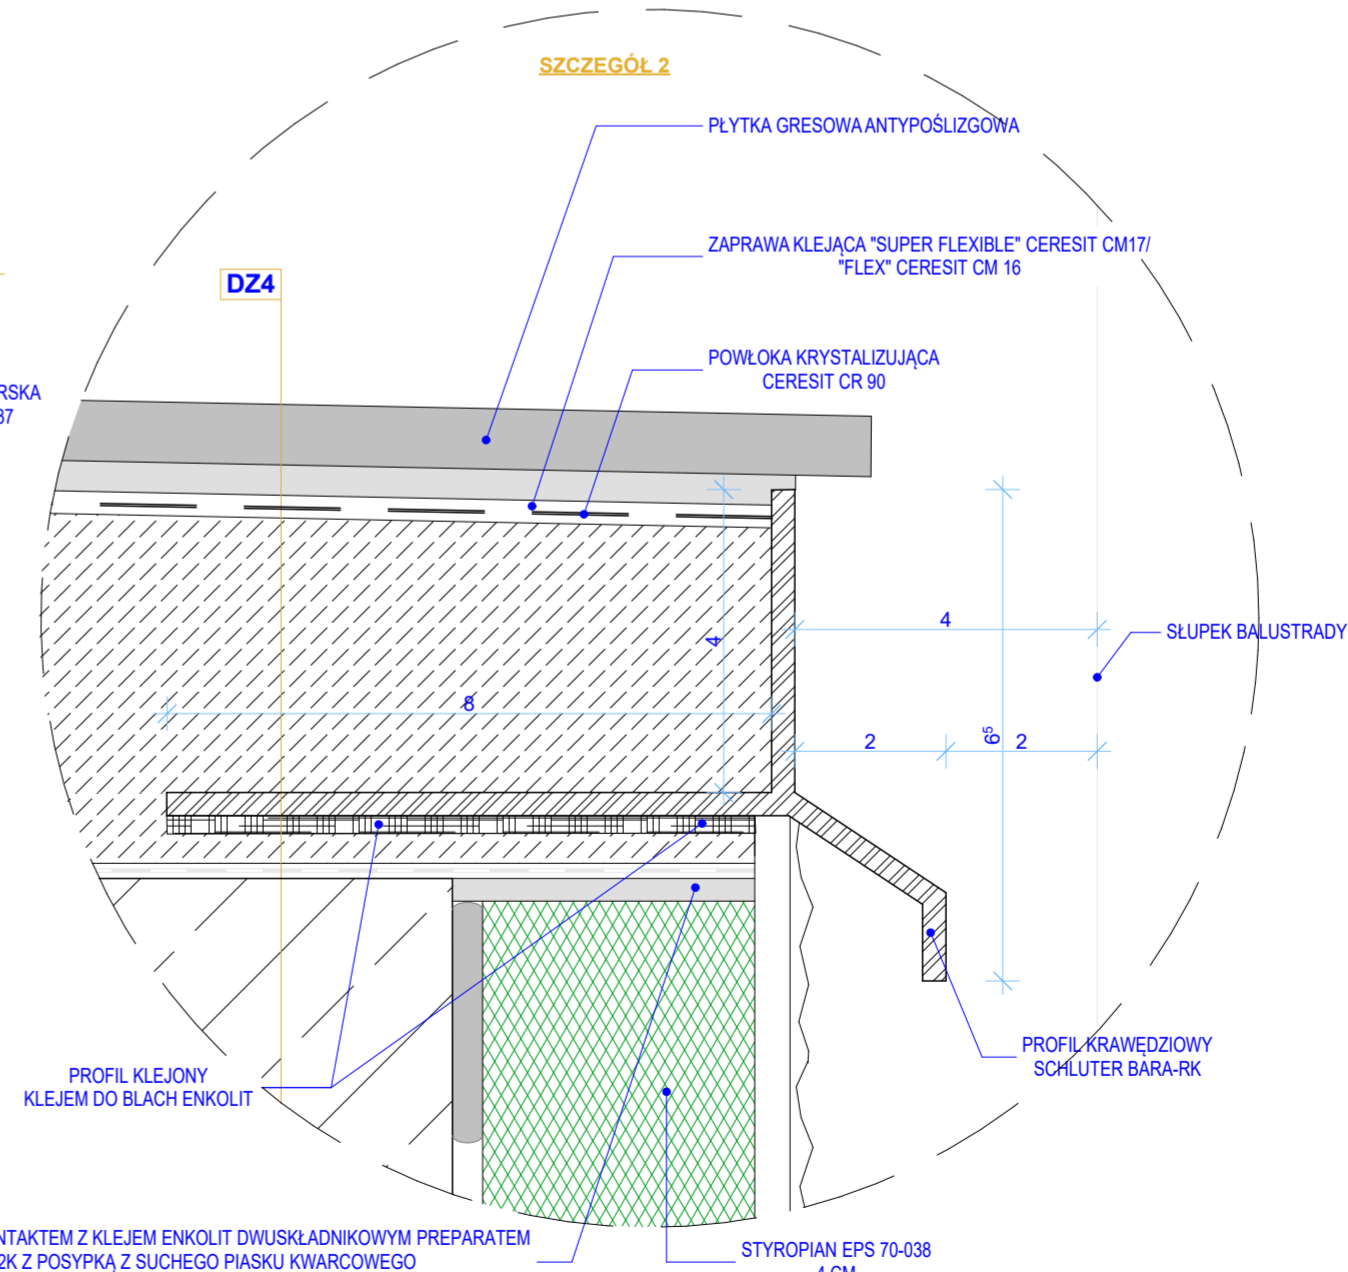 SZCZEGÓŁ 2
PŁYTKA GRESOWA ANTYPOŚLIZGOWA
ZAPRAWA KLEJĄCA "SUPER FLEXIBLE" CERESIT CM17/
"FLEX" CERESIT CM 16
DZ4
POWŁOKA KRYSTALIZUJĄCA
CERESIT CR 90
RSKA
37
4
4
SŁUPEK BALUSTRADY
8
2
6⁵
2
PROFIL KRAWĘDZIOWY
SCHLUTER BARA-RK
PROFIL KLEJONY
KLEJEM DO BLACH ENKOLIT
NTAKTEM Z KLEJEM ENKOLIT DWUSKŁADNIKOWYM PREPARATEM
2K Z POSYPKĄ Z SUCHEGO PIASKU KWARCOWEGO
STYROPIAN EPS 70-038
4 CM